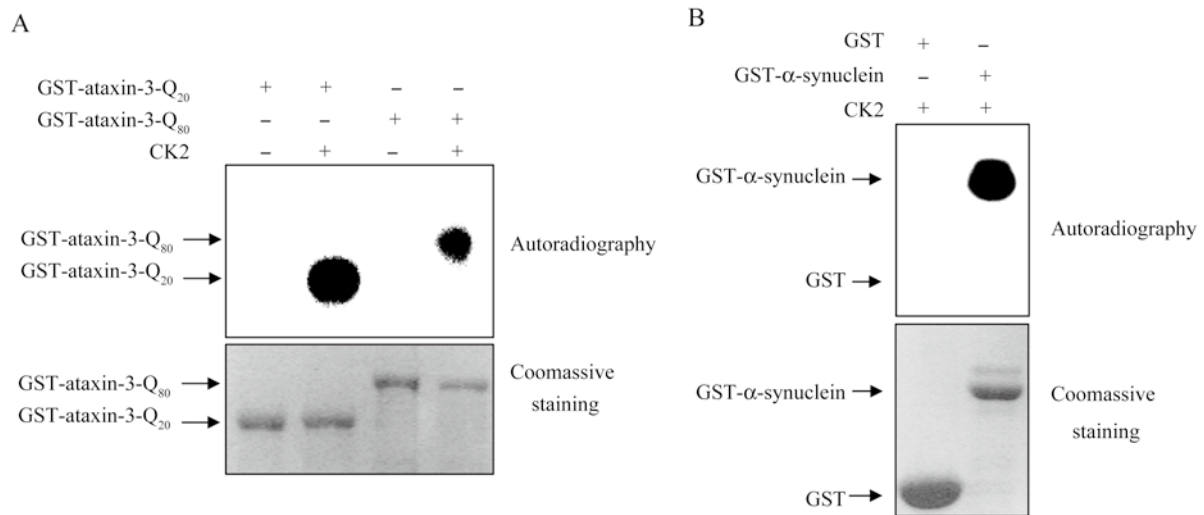 A
GST-ataxin-3-Q20 + + – –
GST-ataxin-3-Q80 – – + +
CK2 – + – +
GST-ataxin-3-Q80
GST-ataxin-3-Q20
Autoradiography
GST-ataxin-3-Q80
GST-ataxin-3-Q20
Coomassive
staining
B
GST + –
GST-α-synuclein – +
CK2 + +
GST-α-synuclein
GST
Autoradiography
GST-α-synuclein
GST
Coomassive
staining